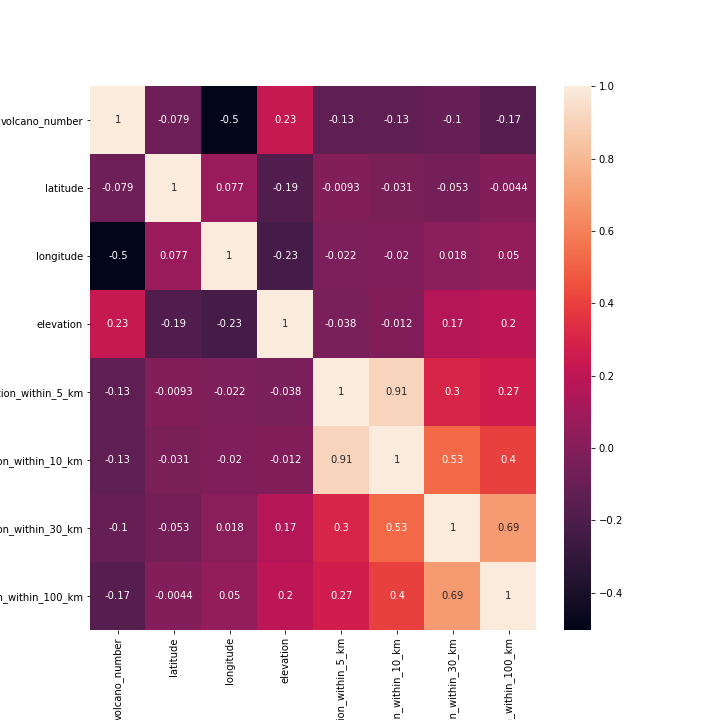 volcano_number 1 -0.079 -0.5 0.23 -0.13 -0.13 -0.1 -0.17
latitude -0.079 1 0.077 -0.19 -0.0093 -0.031 -0.053 -0.0044
longitude -0.5 0.077 1 -0.23 -0.022 -0.02 0.018 0.05
elevation 0.23 -0.19 -0.23 1 -0.038 -0.012 0.17 0.2
tion_within_5_km -0.13 -0.0093 -0.022 -0.038 1 0.91 0.3 0.27
on_within_10_km -0.13 -0.031 -0.02 -0.012 0.91 1 0.53 0.4
on_within_30_km -0.1 -0.053 0.018 0.17 0.3 0.53 1 0.69
n_within_100_km -0.17 -0.0044 0.05 0.2 0.27 0.4 0.69 1
volcano_number
latitude
longitude
elevation
ion_within_5_km
n_within_10_km
n_within_30_km
_within_100_km
1.0
0.8
0.6
0.4
0.2
0.0
−0.2
−0.4